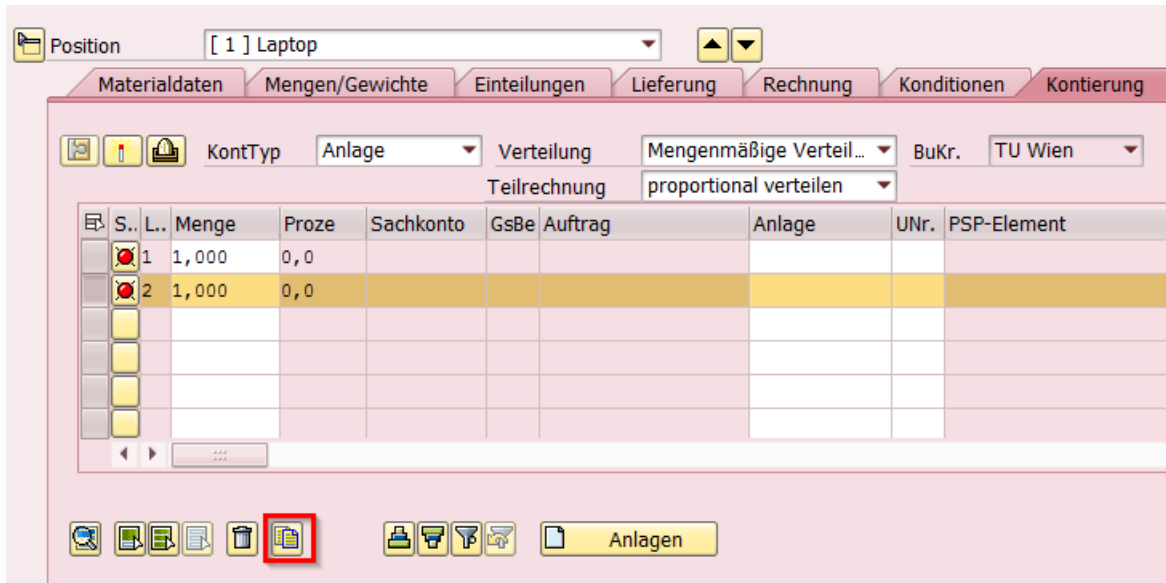 Position [ 1 ] Laptop
Materialdaten Mengen/Gewichte Einteilungen Lieferung Rechnung Konditionen Kontierung
KontTyp Anlage Verteilung Mengenmäßige Verteil... BuKr. TU Wien
Teilrechnung proportional verteilen
S.. L.. Menge Proze Sachkonto GsBe Auftrag Anlage UNr. PSP-Element
1 1,000 0,0
2 1,000 0,0
Anlagen